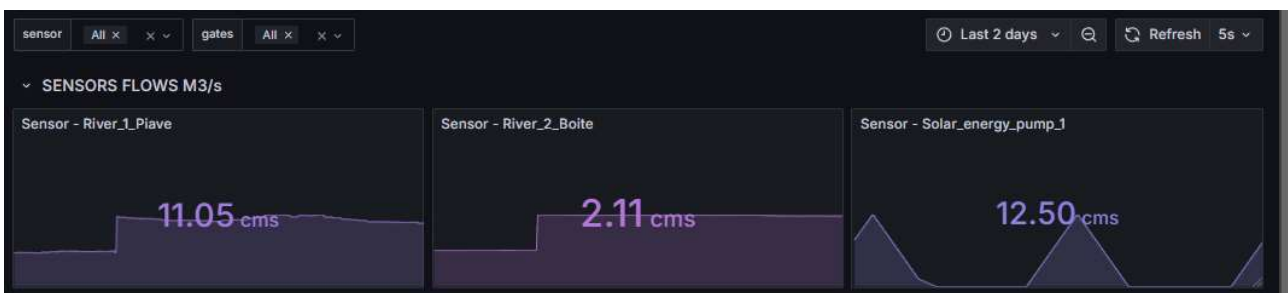 sensor All × × gates All × × Last 2 days Refresh 5s
SENSORS FLOWS M3/s
Sensor - River_1_Piave
11.05 cms
Sensor - River_2_Boite
2.11 cms
Sensor - Solar_energy_pump_1
12.50 cms